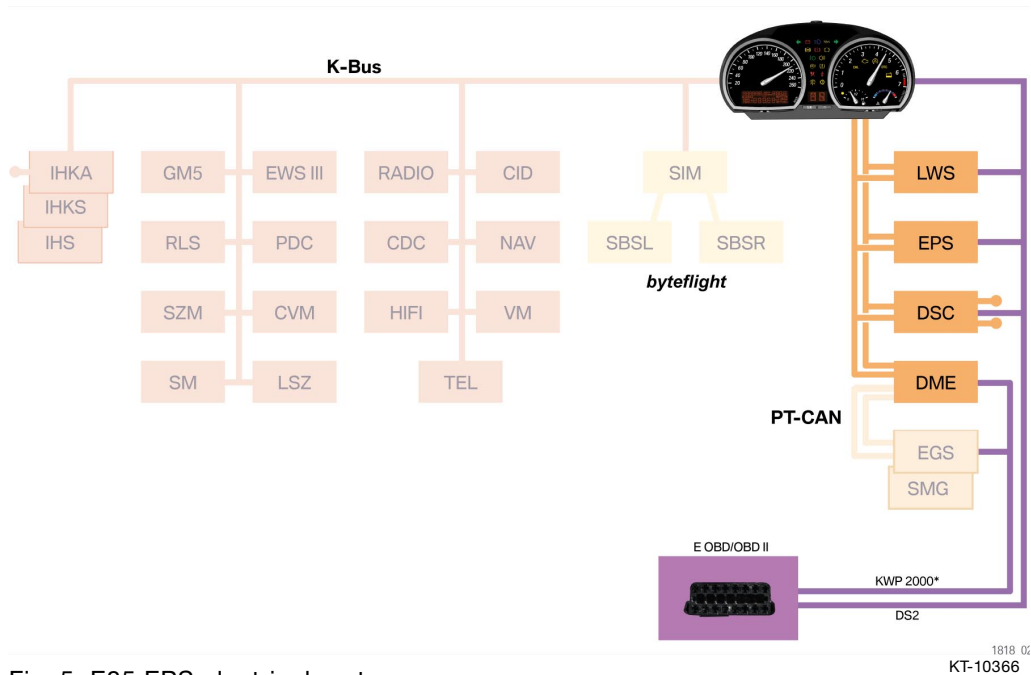 K-Bus
IHKA
IHKS
IHS
GM5
EWS III
RLS
PDC
SZM
CVM
SM
LSZ
RADIO
CID
CDC
NAV
HIFI
VM
TEL
SIM
SBSL
SBSR
byteflight
LWS
EPS
DSC
DME
PT-CAN
EGS
SMG
E OBD/OBD II
KWP 2000*
DS2
1818 02
KT-10366